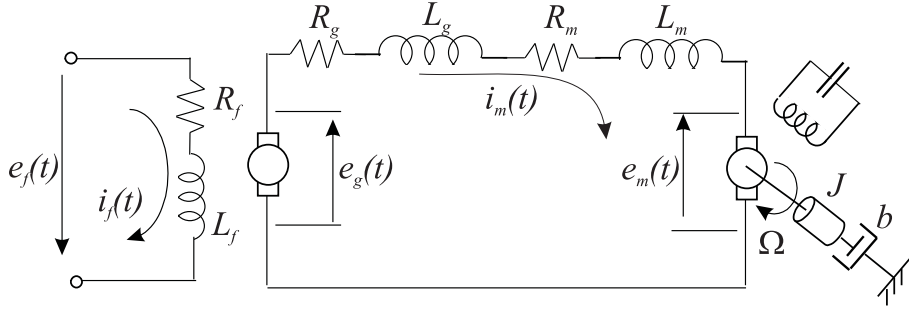 R_g
L_g
R_m
L_m
i_m(t)
R_f
e_f(t)
i_f(t)
L_f
e_g(t)
e_m(t)
J
b
Ω